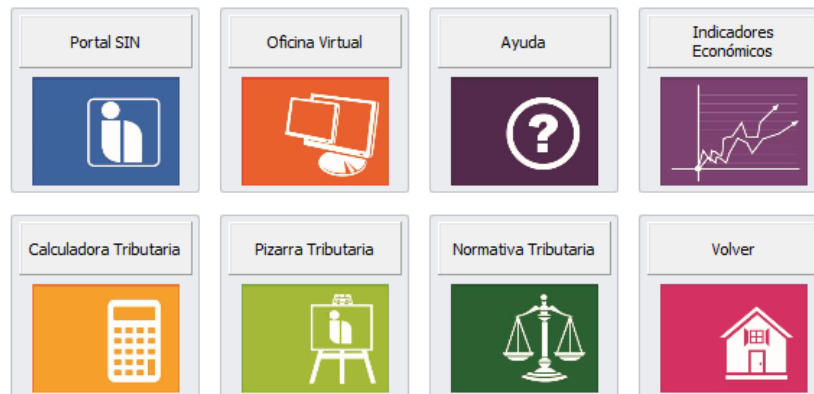 Portal SIN
Oficina Virtual
Ayuda
Indicadores
Económicos
?
Calculadora Tributaria
Pizarra Tributaria
Normativa Tributaria
Volver